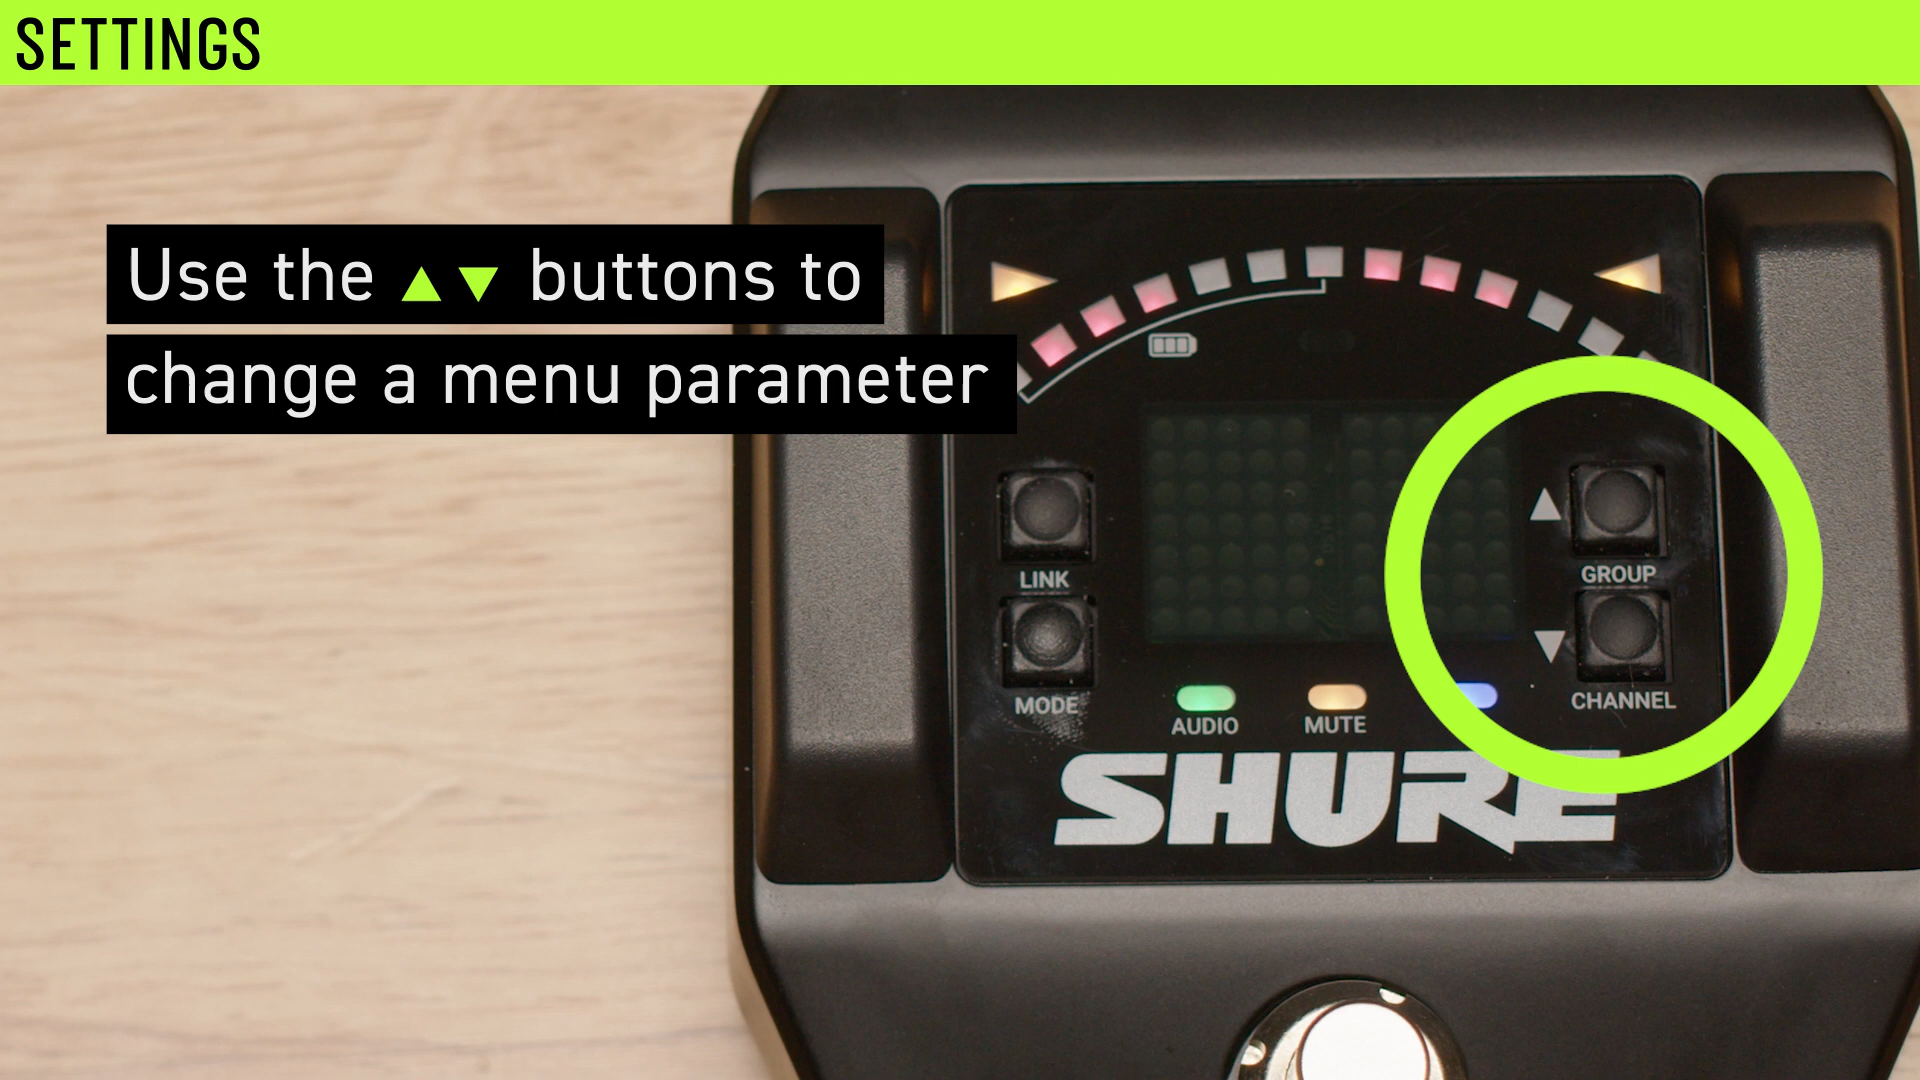 SETTINGS
Use the ▲▼ buttons to
change a menu parameter
LINK
GROUP
MODE
CHANNEL
AUDIO
MUTE
SHURE